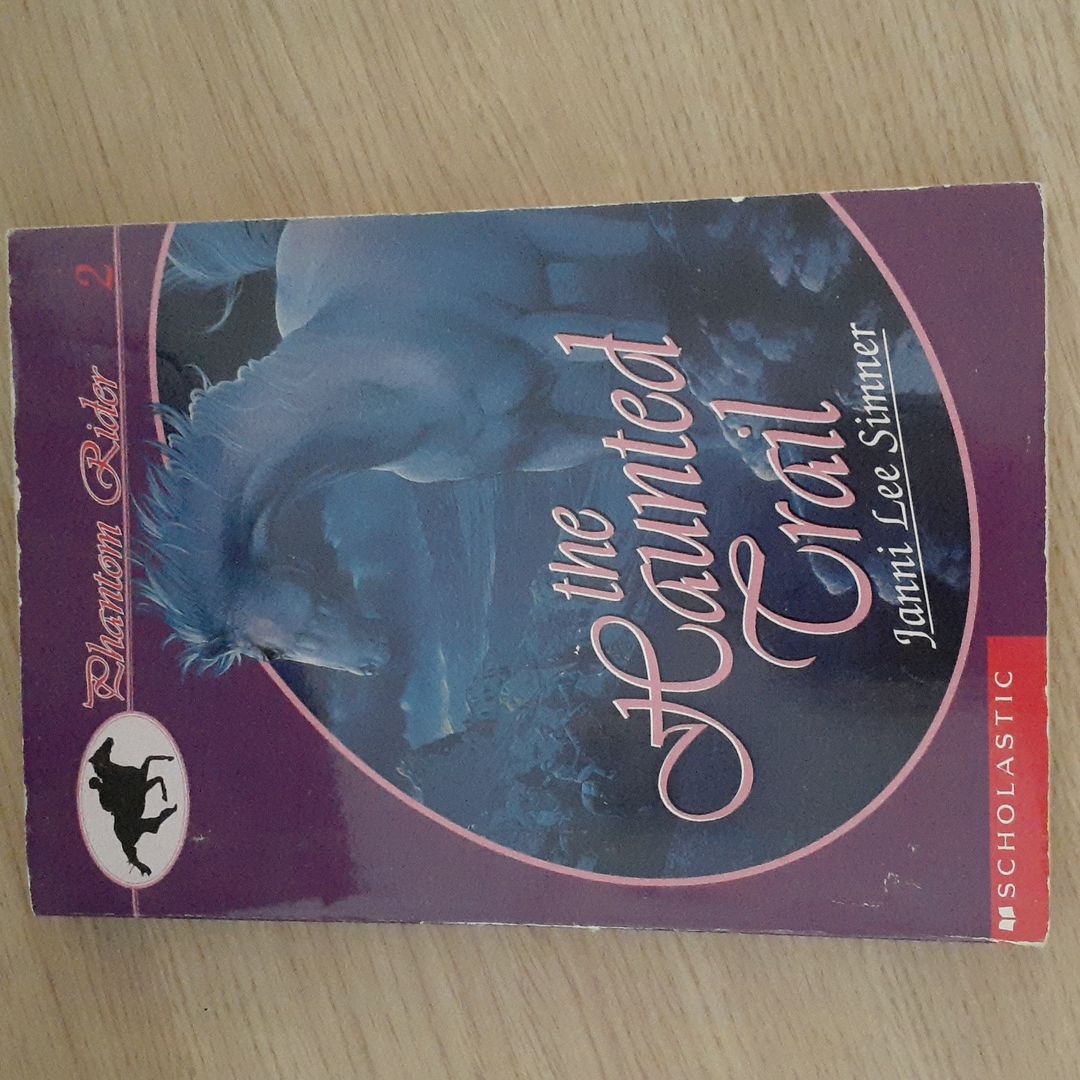 Phantom Rider 2
the
Haunted
Trail
Janni Lee Simner
SCHOLASTIC